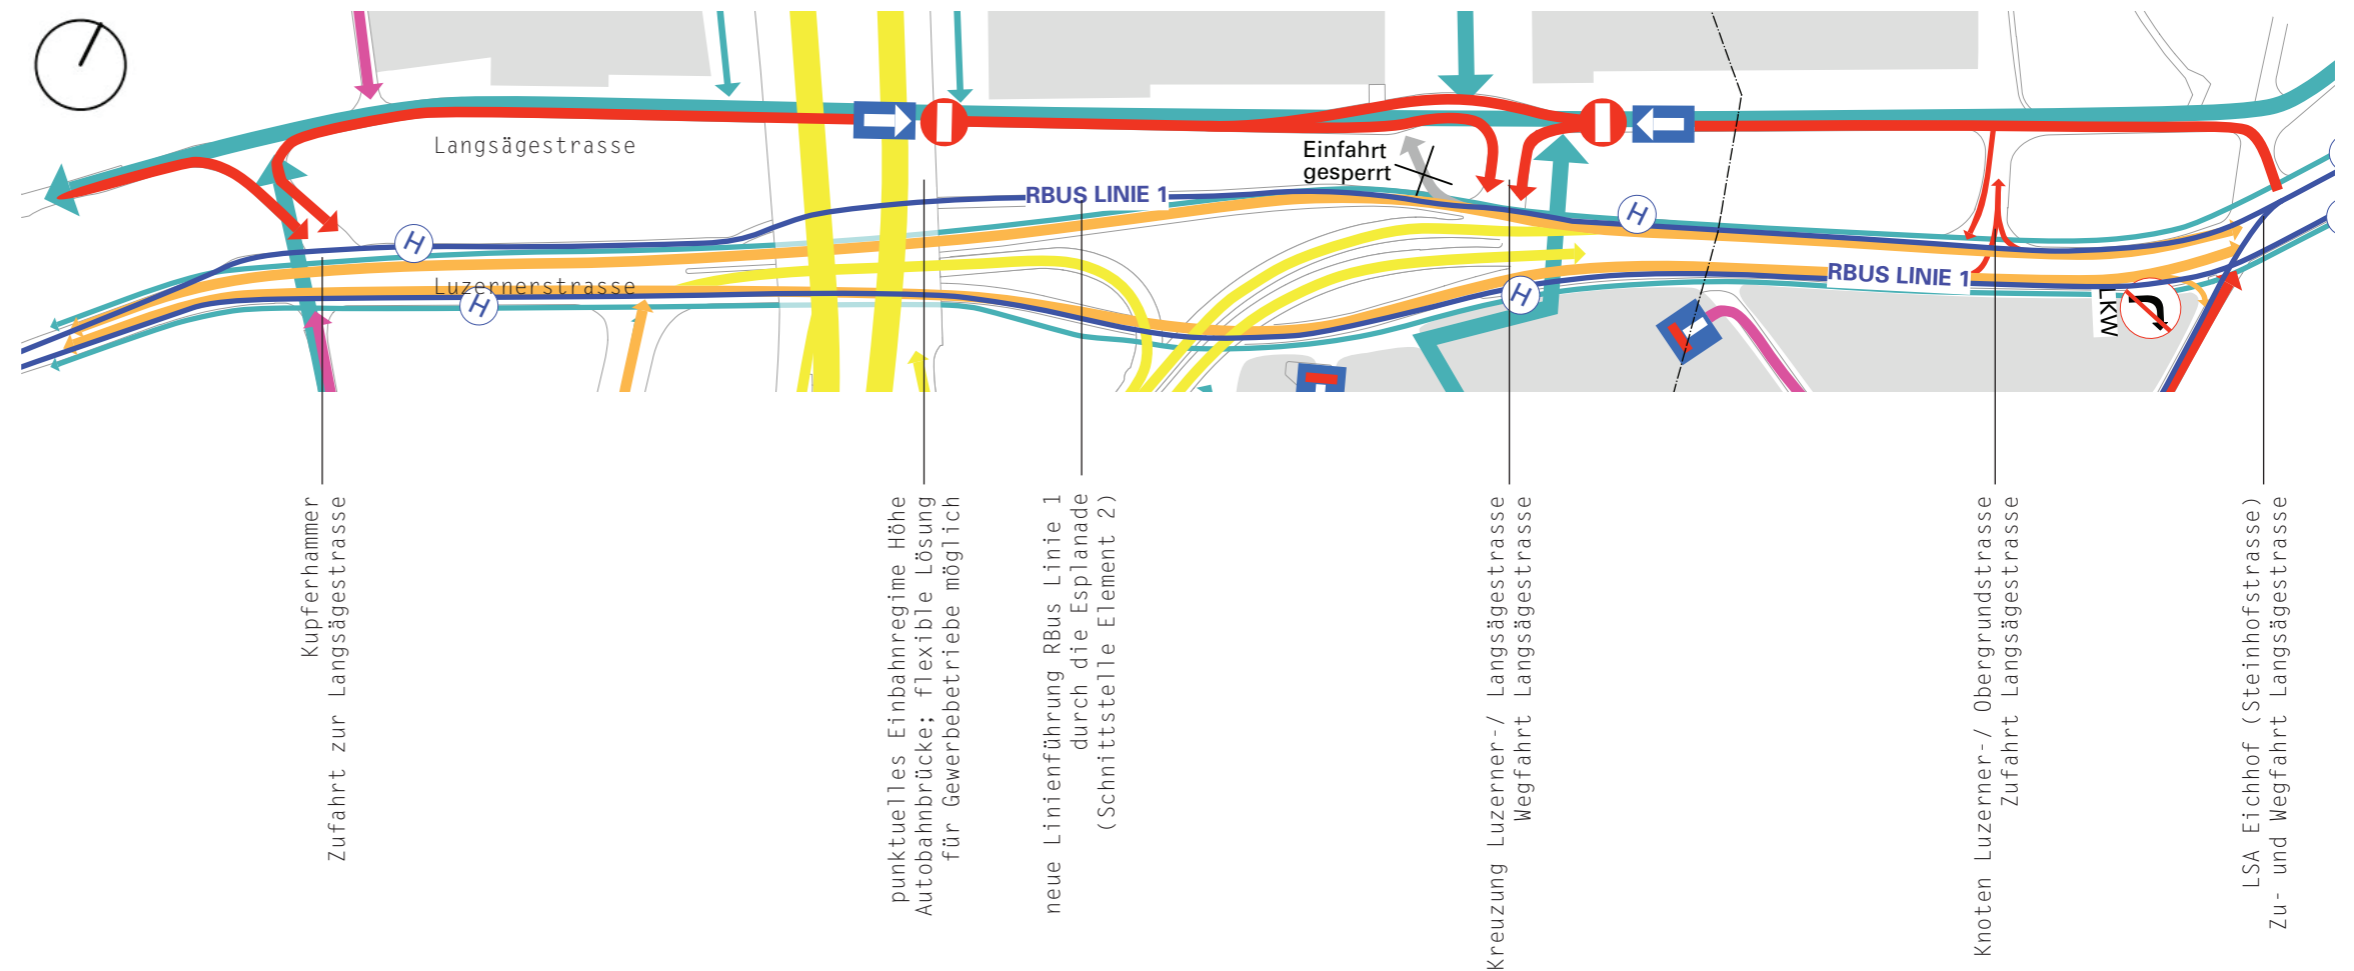 Langsägestrasse
Einfahrt
gesperrt
RBUS LINIE 1
H
H
Luzernerstrasse
H
RBUS LINIE 1
H
LKW
Kupferhammer
Zufahrt zur Langsägestrasse
punktuelles Einbahnregime Höhe
Autobahnbrücke; flexible Lösung
für Gewerbebetriebe möglich
neue Linienführung RBus Linie 1
durch die Esplanade
(Schnittstelle Element 2)
Kreuzung Luzerner-/ Langsägestrasse
Wegfahrt Langsägestrasse
Knoten Luzerner-/ Obergrundstrasse
Zufahrt Langsägestrasse
LSA Eichhof (Steinhofstrasse)
Zu- und Wegfahrt Langsägestrasse